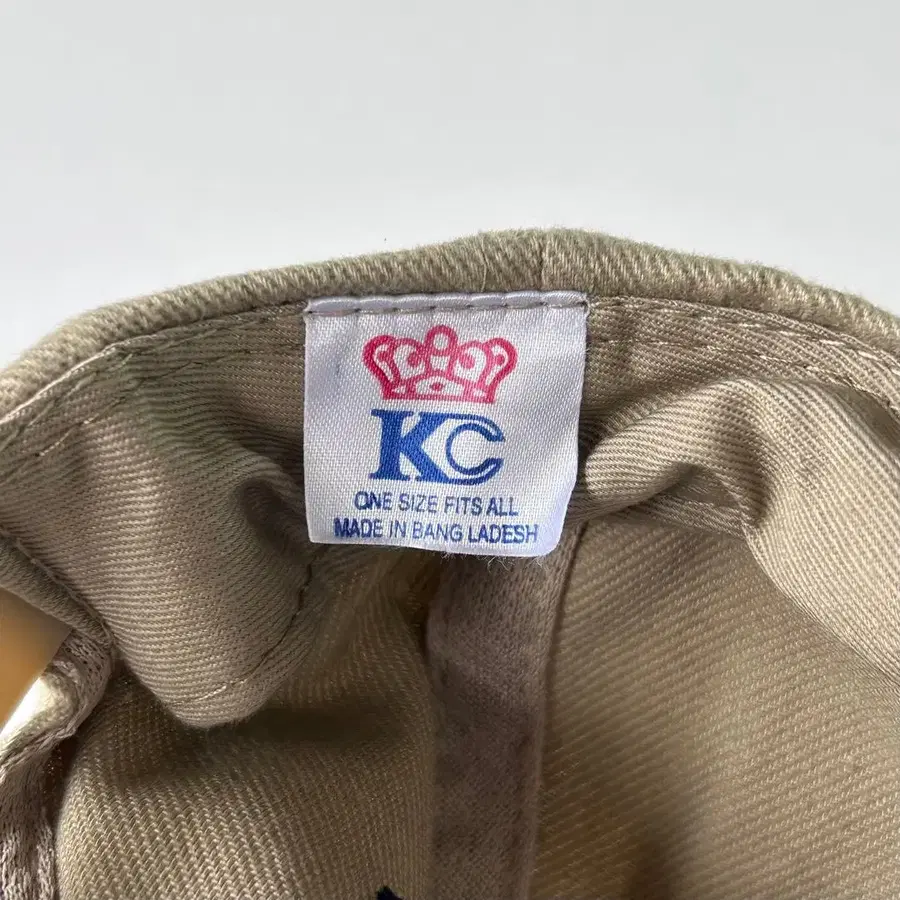 KC
ONE SIZE FITS ALL
MADE IN BANG LADESH